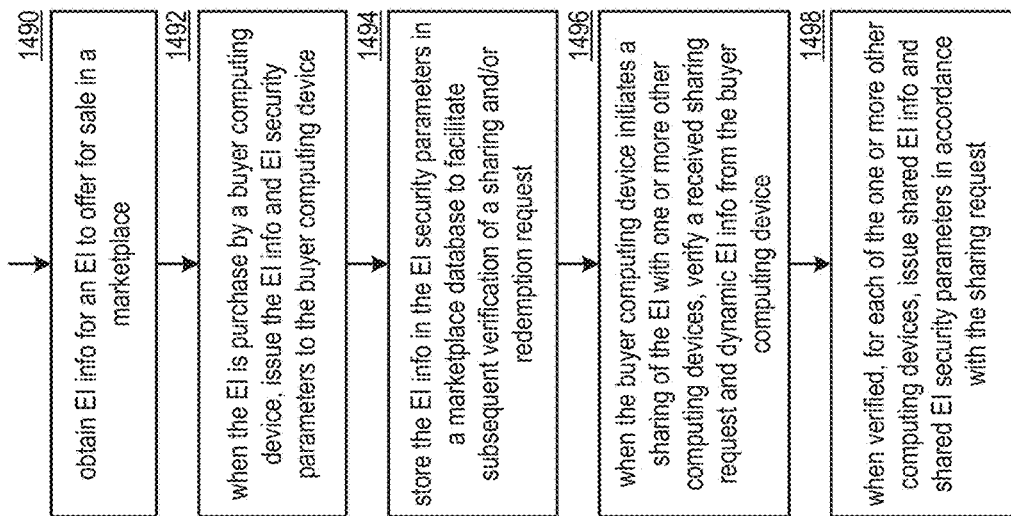 1490
obtain EI info for an EI to offer for sale in a
marketplace
1492
when the EI is purchase by a buyer computing
device, issue the EI info and EI security
parameters to the buyer computing device
1494
store the EI info in the EI security parameters in
a marketplace database to facilitate
subsequent verification of a sharing and/or
redemption request
1496
when the buyer computing device initiates a
sharing of the EI with one or more other
computing devices, verify a received sharing
request and dynamic EI info from the buyer
computing device
1498
when verified, for each of the one or more other
computing devices, issue shared EI info and
shared EI security parameters in accordance
with the sharing request